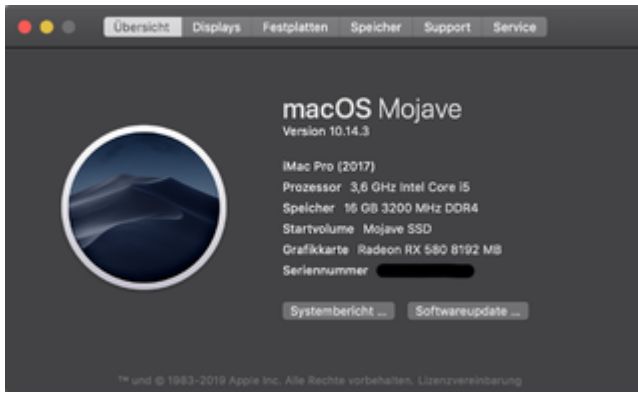 Übersicht Displays Festplatten Speicher Support Service
macOS Mojave
Version 10.14.3
iMac Pro (2017)
Prozessor 3,6 GHz Intel Core i5
Speicher 16 GB 3200 MHz DDR4
Startvolume Mojave SSD
Grafikkarte Radeon RX 580 8192 MB
Seriennummer
Systembericht ... Softwareupdate ...
™ und © 1983-2019 Apple Inc. Alle Rechte vorbehalten. Lizenzvereinbarung